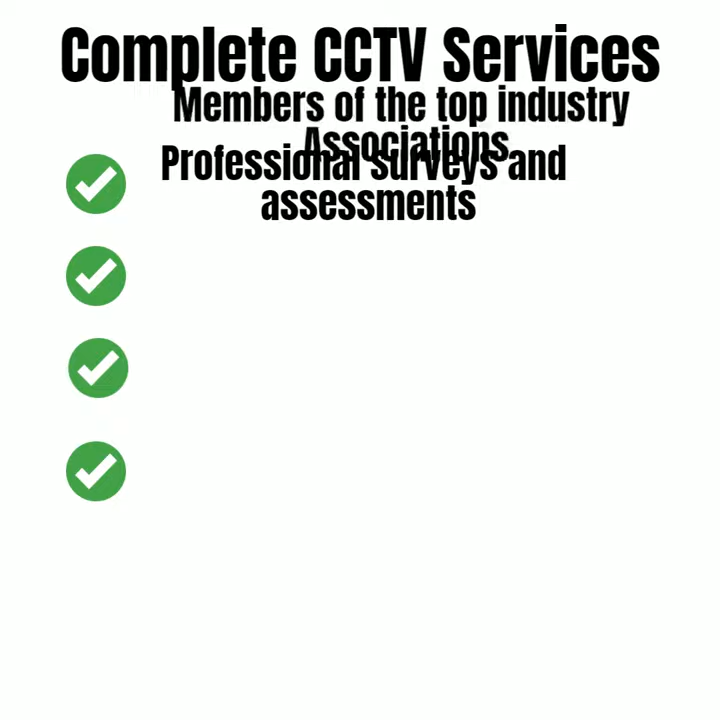 Complete CCTV Services
Members of the top industry
Associations
Professional surveys and
assessments